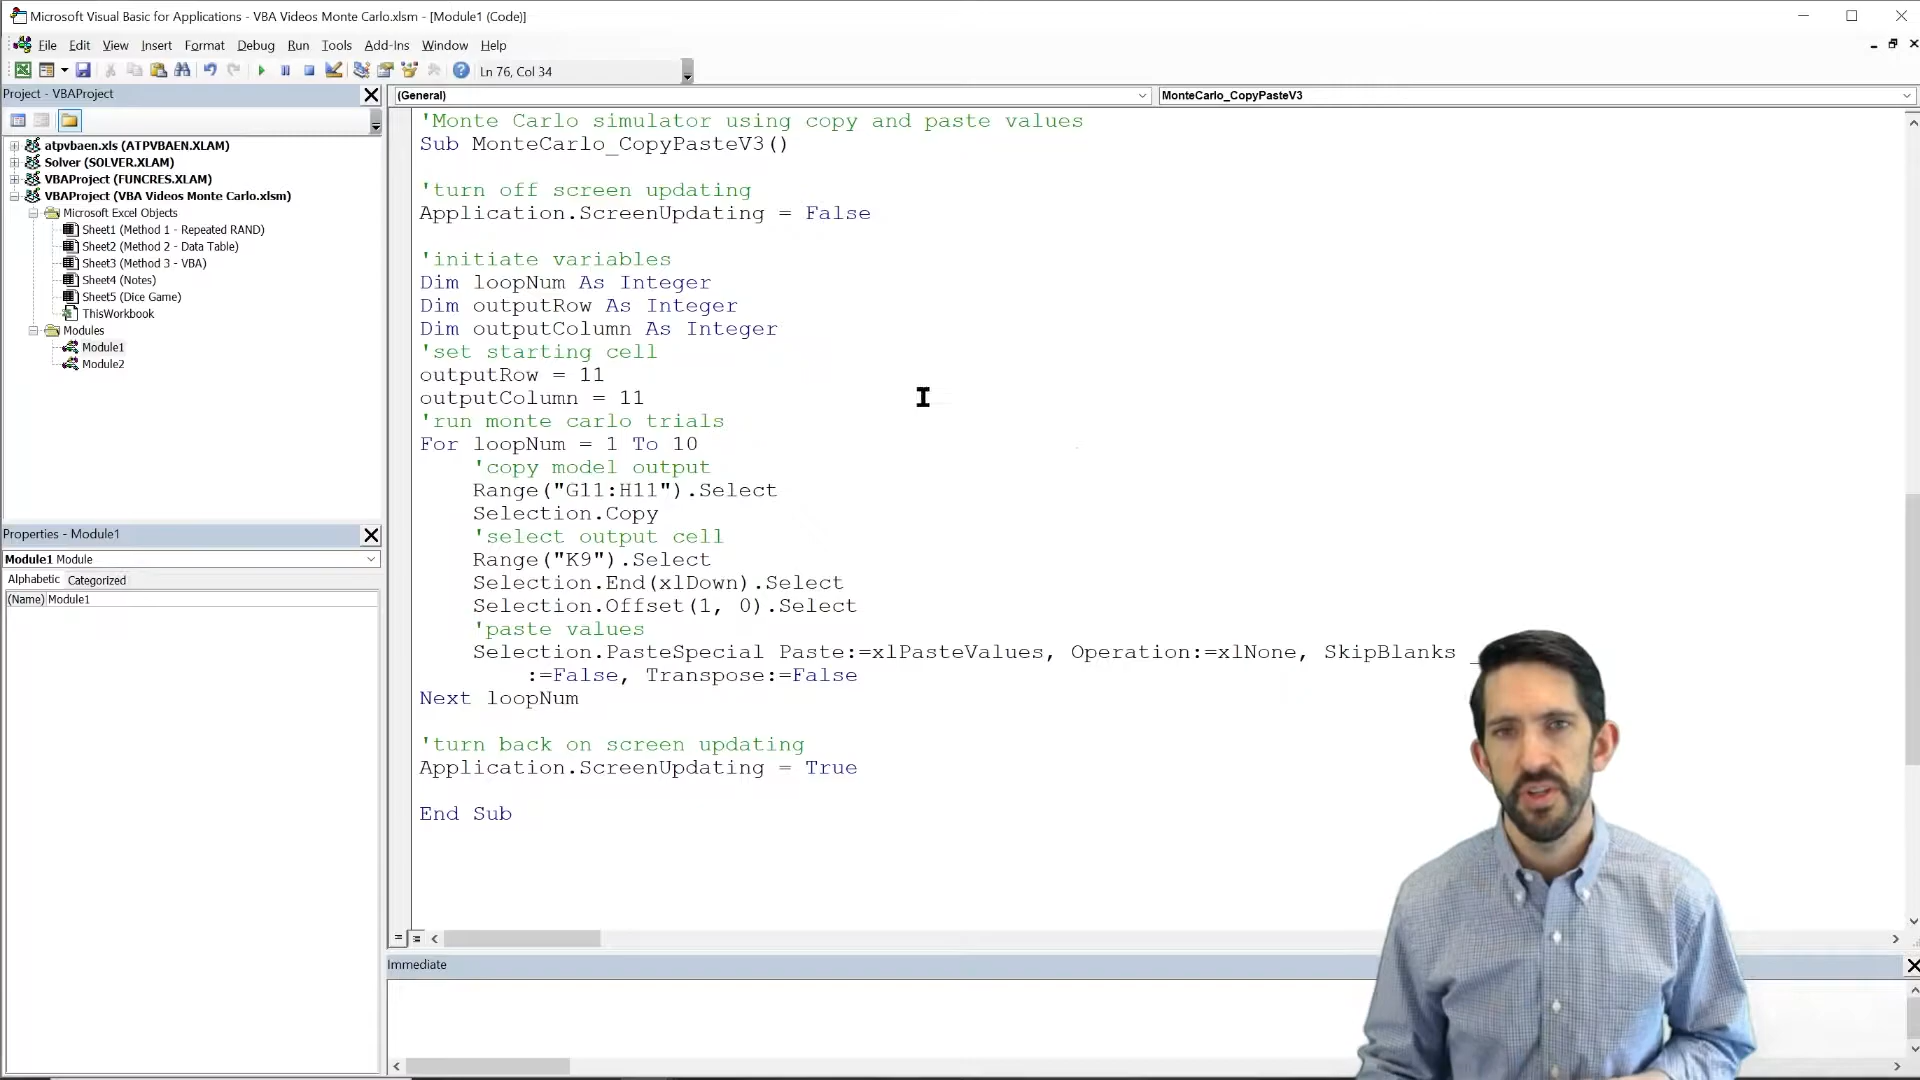 Microsoft Visual Basic for Applications - VBA Videos Monte Carlo.xlsm - [Module1 (Code)]
File Edit View Insert Format Debug Run Tools Add-Ins Window Help
Ln 76, Col 34
Project - VBAProject
atpvbaen.xls (ATPVBAEN.XLAM)
Solver (SOLVER.XLAM)
VBAProject (FUNCRES.XLAM)
VBAProject (VBA Videos Monte Carlo.xlsm)
Microsoft Excel Objects
Sheet1 (Method 1 - Repeated RAND)
Sheet2 (Method 2 - Data Table)
Sheet3 (Method 3 - VBA)
Sheet4 (Notes)
Sheet5 (Dice Game)
ThisWorkbook
Modules
Module1
Module2
Properties - Module1
Module1 Module
Alphabetic Categorized
(Name) Module1
(General) MonteCarlo_CopyPasteV3
'Monte Carlo simulator using copy and paste values
Sub MonteCarlo_CopyPasteV3()
'turn off screen updating
Application.ScreenUpdating = False
'initiate variables
Dim loopNum As Integer
Dim outputRow As Integer
Dim outputColumn As Integer
'set starting cell
outputRow = 11
outputColumn = 11
'run monte carlo trials
For loopNum = 1 To 10
'copy model output
Range("G11:H11").Select
Selection.Copy
'select output cell
Range("K9").Select
Selection.End(xlDown).Select
Selection.Offset(1, 0).Select
'paste values
Selection.PasteSpecial Paste:=xlPasteValues, Operation:=xlNone, SkipBlanks _
:=False, Transpose:=False
Next loopNum
'turn back on screen updating
Application.ScreenUpdating = True
End Sub
Immediate